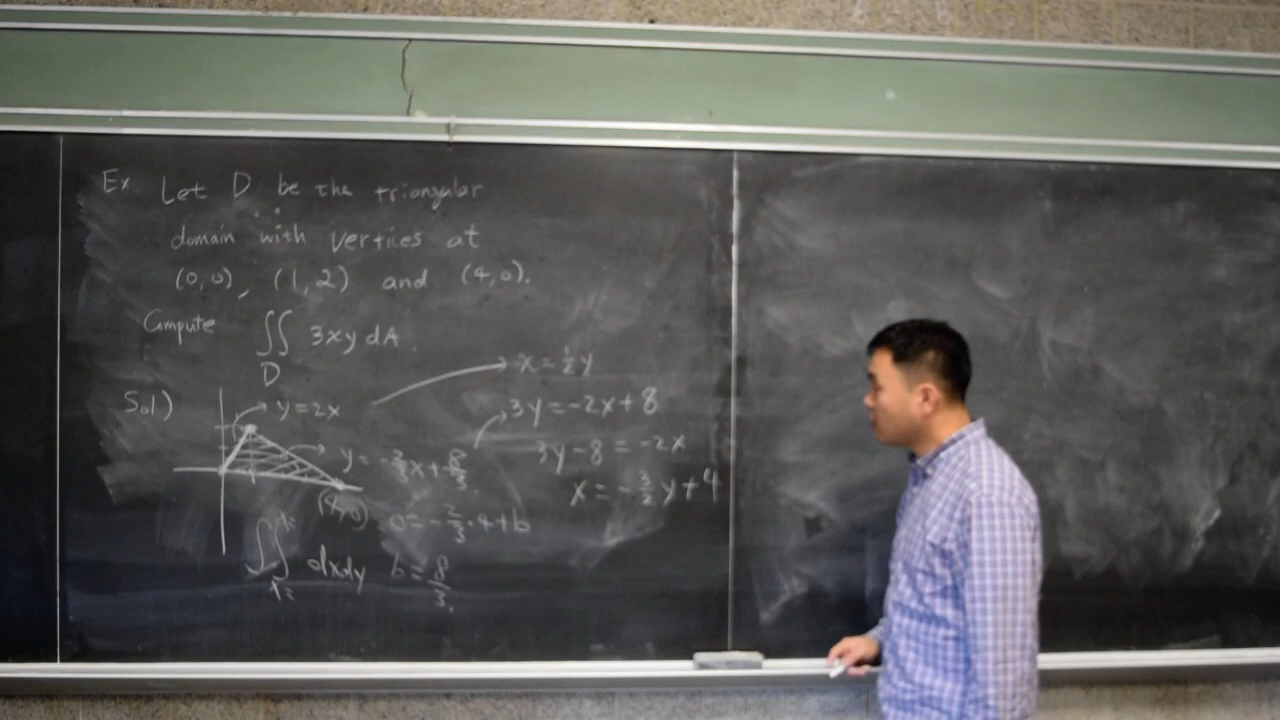 Ex. Let D be the triangular
domain with vertices at
(0,0), (1,2) and (4,0).
Compute ∬ 3xy dA
D
x = ½y
Sol) y = 2x
3y = -2x + 8
y = -⅔x + 8/3.
3y - 8 = -2x
x = -3/2 y + 4
(4,0) 0 = -⅔·4 + b
∫∫ dxdy b = 8/3.